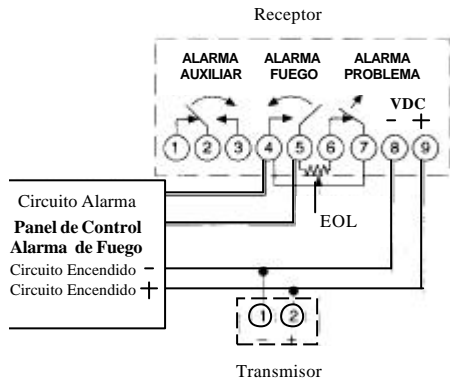 Receptor
ALARMA ALARMA ALARMA
AUXILIAR FUEGO PROBLEMA
VDC
- +
1 2 3 4 5 6 7 8 9
EOL
Circuito Alarma
Panel de Control
Alarma de Fuego
Circuito Encendido -
Circuito Encendido +
1 2
- +
Transmisor